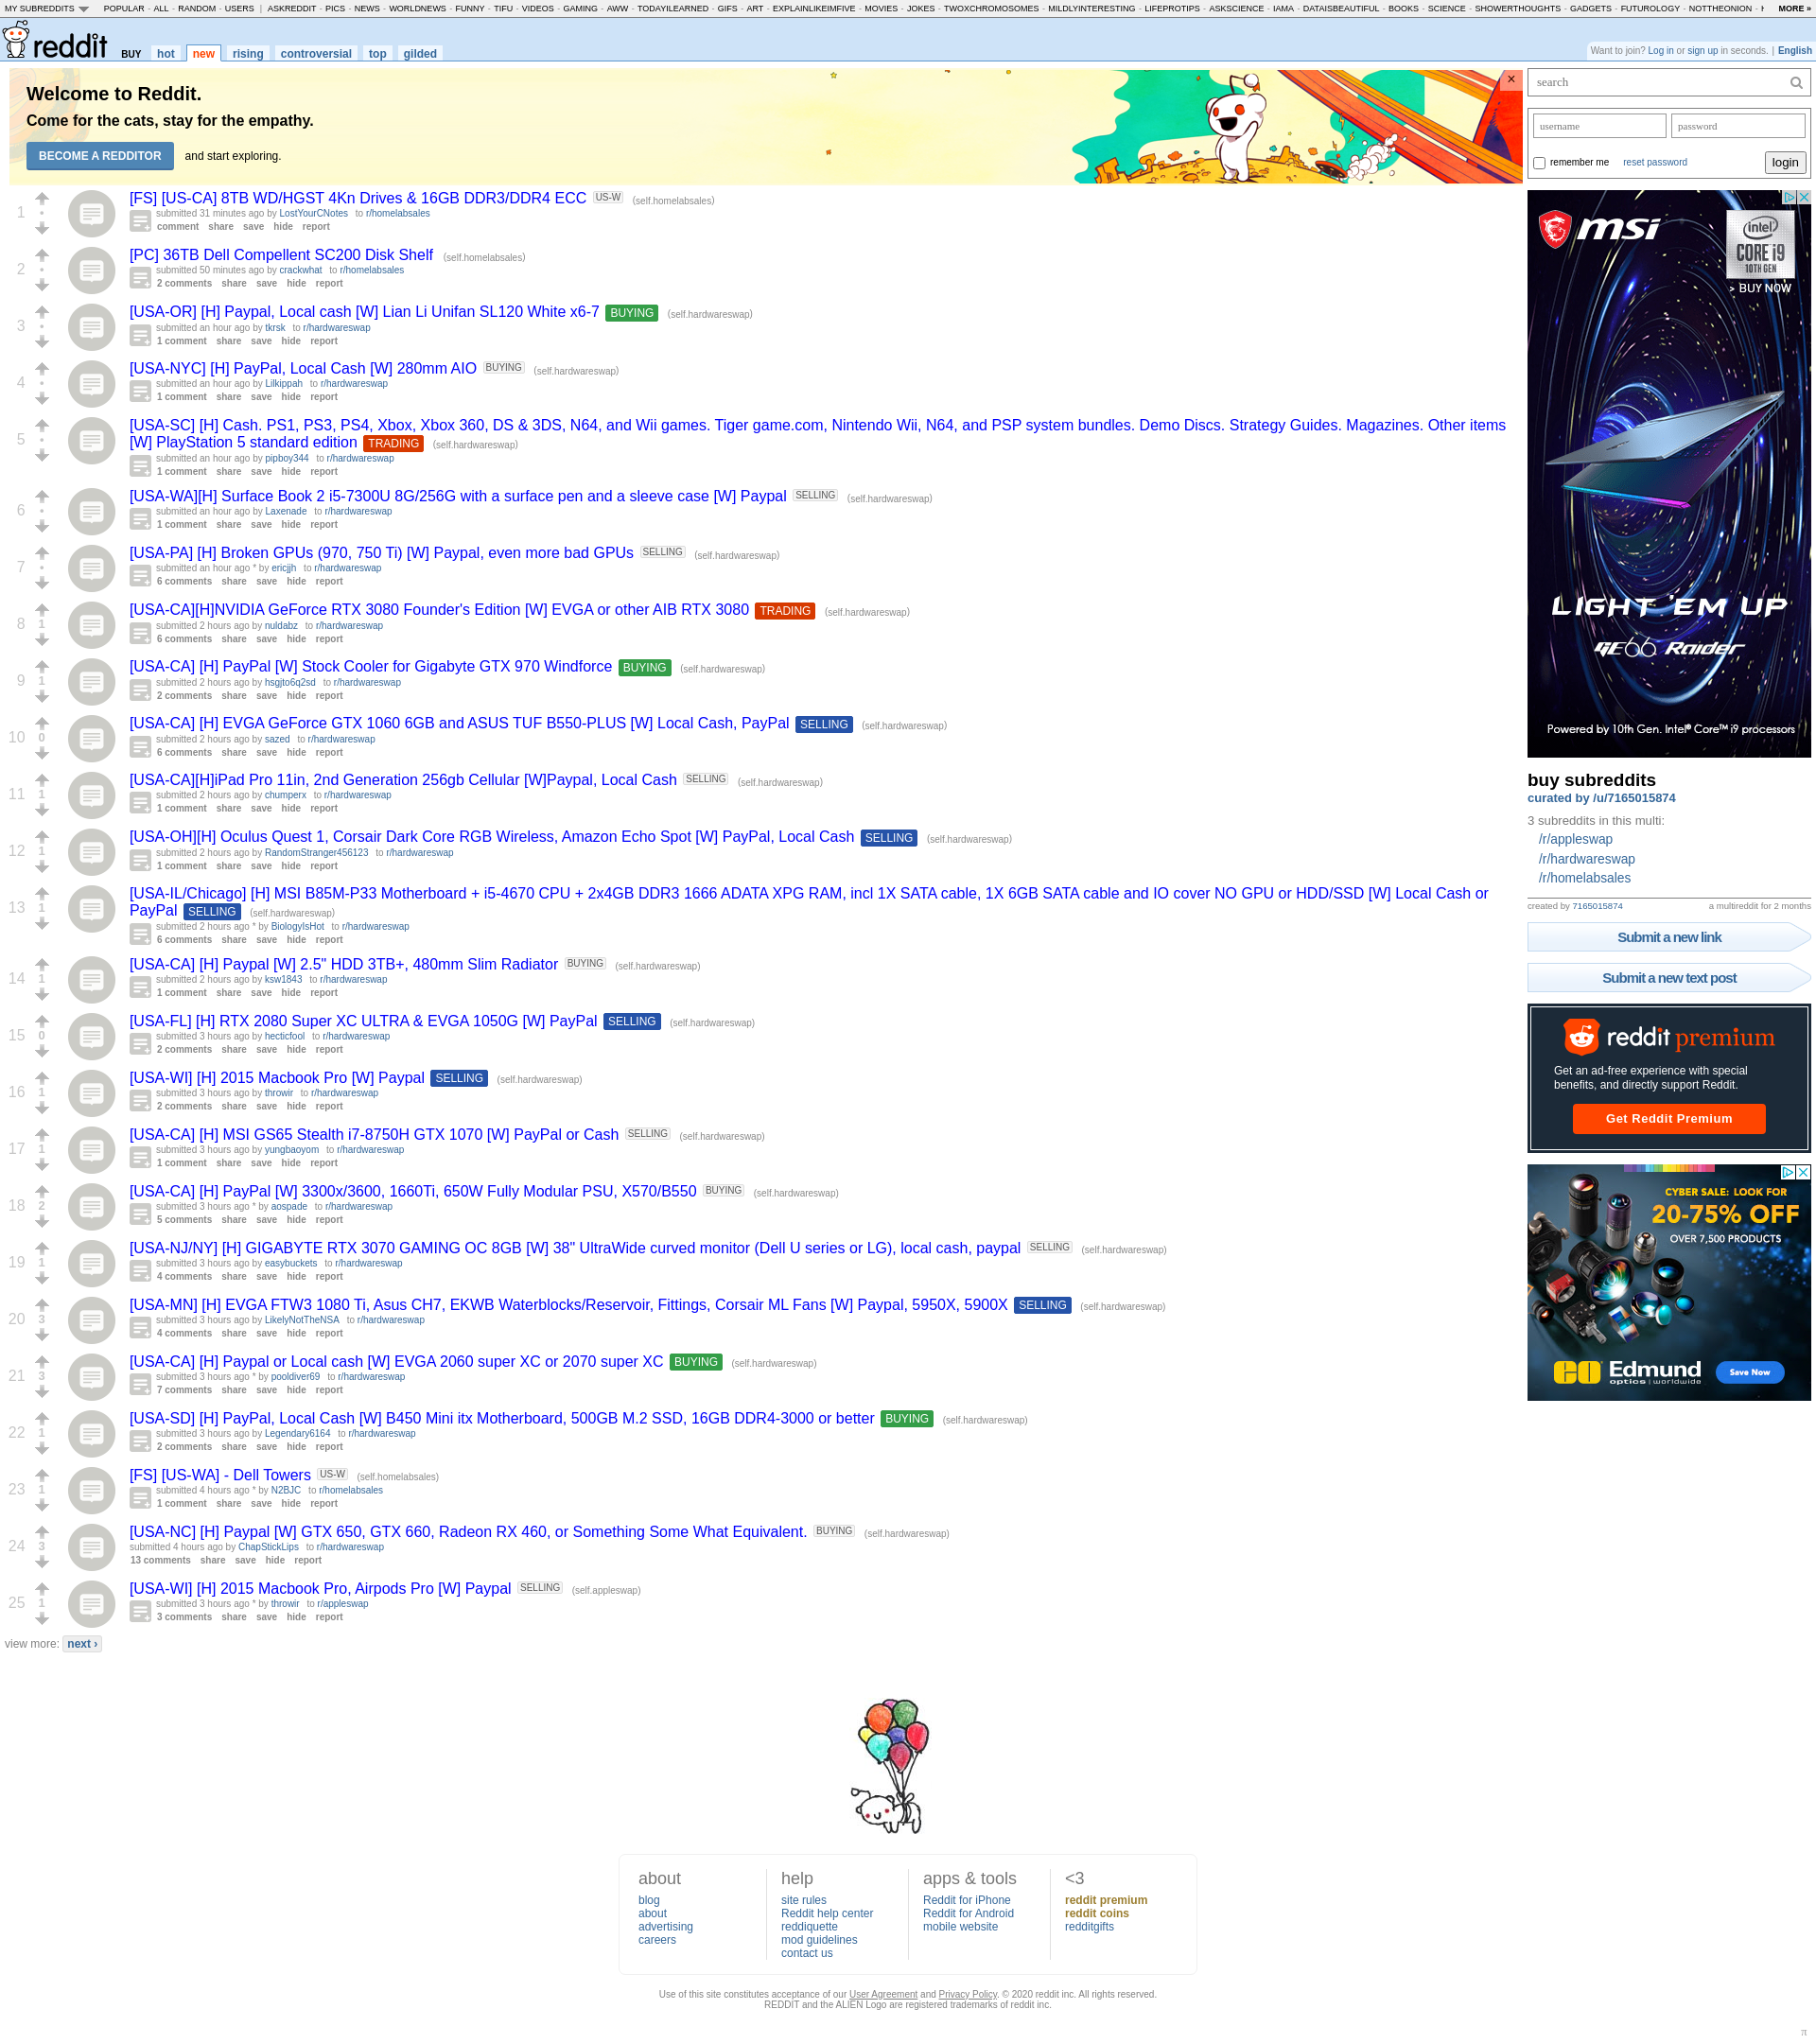 MY SUBREDDITS POPULAR - ALL - RANDOM - USERS | ASKREDDIT - PICS - NEWS - WORLDNEWS - FUNNY - TIFU - VIDEOS - GAMING - AWW - TODAYILEARNED - GIFS - ART - EXPLAINLIKEIMFIVE - MOVIES - JOKES - TWOXCHROMOSOMES - MILDLYINTERESTING - LIFEPROTIPS - ASKSCIENCE - IAMA - DATAISBEAUTIFUL - BOOKS - SCIENCE - SHOWERTHOUGHTS - GADGETS - FUTUROLOGY - NOTTHEONION - MORE »
reddit BUY hot new rising controversial top gilded
Want to join? Log in or sign up in seconds. | English
Welcome to Reddit.
Come for the cats, stay for the empathy.
BECOME A REDDITOR and start exploring.
×
1
[FS] [US-CA] 8TB WD/HGST 4Kn Drives & 16GB DDR3/DDR4 ECC US-W (self.homelabsales)
submitted 31 minutes ago by LostYourCNotes to r/homelabsales
comment share save hide report
2
[PC] 36TB Dell Compellent SC200 Disk Shelf (self.homelabsales)
submitted 50 minutes ago by crackwhat to r/homelabsales
2 comments share save hide report
3
[USA-OR] [H] Paypal, Local cash [W] Lian Li Unifan SL120 White x6-7 BUYING (self.hardwareswap)
submitted an hour ago by tkrsk to r/hardwareswap
1 comment share save hide report
4
[USA-NYC] [H] PayPal, Local Cash [W] 280mm AIO BUYING (self.hardwareswap)
submitted an hour ago by Lilkippah to r/hardwareswap
1 comment share save hide report
5
[USA-SC] [H] Cash. PS1, PS3, PS4, Xbox, Xbox 360, DS & 3DS, N64, and Wii games. Tiger game.com, Nintendo Wii, N64, and PSP system bundles. Demo Discs. Strategy Guides. Magazines. Other items
[W] PlayStation 5 standard edition TRADING (self.hardwareswap)
submitted an hour ago by pipboy344 to r/hardwareswap
1 comment share save hide report
6
[USA-WA][H] Surface Book 2 i5-7300U 8G/256G with a surface pen and a sleeve case [W] Paypal SELLING (self.hardwareswap)
submitted an hour ago by Laxenade to r/hardwareswap
1 comment share save hide report
7
[USA-PA] [H] Broken GPUs (970, 750 Ti) [W] Paypal, even more bad GPUs SELLING (self.hardwareswap)
submitted an hour ago * by ericjjh to r/hardwareswap
6 comments share save hide report
8 1
[USA-CA][H]NVIDIA GeForce RTX 3080 Founder's Edition [W] EVGA or other AIB RTX 3080 TRADING (self.hardwareswap)
submitted 2 hours ago by nuldabz to r/hardwareswap
6 comments share save hide report
9 1
[USA-CA] [H] PayPal [W] Stock Cooler for Gigabyte GTX 970 Windforce BUYING (self.hardwareswap)
submitted 2 hours ago by hsgjto6q2sd to r/hardwareswap
2 comments share save hide report
10 0
[USA-CA] [H] EVGA GeForce GTX 1060 6GB and ASUS TUF B550-PLUS [W] Local Cash, PayPal SELLING (self.hardwareswap)
submitted 2 hours ago by sazed to r/hardwareswap
6 comments share save hide report
11 1
[USA-CA][H]iPad Pro 11in, 2nd Generation 256gb Cellular [W]Paypal, Local Cash SELLING (self.hardwareswap)
submitted 2 hours ago by chumperx to r/hardwareswap
1 comment share save hide report
12 1
[USA-OH][H] Oculus Quest 1, Corsair Dark Core RGB Wireless, Amazon Echo Spot [W] PayPal, Local Cash SELLING (self.hardwareswap)
submitted 2 hours ago by RandomStranger456123 to r/hardwareswap
1 comment share save hide report
13 1
[USA-IL/Chicago] [H] MSI B85M-P33 Motherboard + i5-4670 CPU + 2x4GB DDR3 1666 ADATA XPG RAM, incl 1X SATA cable, 1X 6GB SATA cable and IO cover NO GPU or HDD/SSD [W] Local Cash or
PayPal SELLING (self.hardwareswap)
submitted 2 hours ago * by BiologyIsHot to r/hardwareswap
6 comments share save hide report
14 1
[USA-CA] [H] Paypal [W] 2.5" HDD 3TB+, 480mm Slim Radiator BUYING (self.hardwareswap)
submitted 2 hours ago by ksw1843 to r/hardwareswap
1 comment share save hide report
15 0
[USA-FL] [H] RTX 2080 Super XC ULTRA & EVGA 1050G [W] PayPal SELLING (self.hardwareswap)
submitted 3 hours ago by hecticfool to r/hardwareswap
2 comments share save hide report
16 1
[USA-WI] [H] 2015 Macbook Pro [W] Paypal SELLING (self.hardwareswap)
submitted 3 hours ago by throwir to r/hardwareswap
2 comments share save hide report
17 1
[USA-CA] [H] MSI GS65 Stealth i7-8750H GTX 1070 [W] PayPal or Cash SELLING (self.hardwareswap)
submitted 3 hours ago by yungbaoyom to r/hardwareswap
1 comment share save hide report
18 2
[USA-CA] [H] PayPal [W] 3300x/3600, 1660Ti, 650W Fully Modular PSU, X570/B550 BUYING (self.hardwareswap)
submitted 3 hours ago * by aospade to r/hardwareswap
5 comments share save hide report
19 1
[USA-NJ/NY] [H] GIGABYTE RTX 3070 GAMING OC 8GB [W] 38" UltraWide curved monitor (Dell U series or LG), local cash, paypal SELLING (self.hardwareswap)
submitted 3 hours ago by easybuckets to r/hardwareswap
4 comments share save hide report
20 3
[USA-MN] [H] EVGA FTW3 1080 Ti, Asus CH7, EKWB Waterblocks/Reservoir, Fittings, Corsair ML Fans [W] Paypal, 5950X, 5900X SELLING (self.hardwareswap)
submitted 3 hours ago by LikelyNotTheNSA to r/hardwareswap
4 comments share save hide report
21 3
[USA-CA] [H] Paypal or Local cash [W] EVGA 2060 super XC or 2070 super XC BUYING (self.hardwareswap)
submitted 3 hours ago * by pooldiver69 to r/hardwareswap
7 comments share save hide report
22 1
[USA-SD] [H] PayPal, Local Cash [W] B450 Mini itx Motherboard, 500GB M.2 SSD, 16GB DDR4-3000 or better BUYING (self.hardwareswap)
submitted 3 hours ago by Legendary6164 to r/hardwareswap
2 comments share save hide report
23 1
[FS] [US-WA] - Dell Towers US-W (self.homelabsales)
submitted 4 hours ago * by N2BJC to r/homelabsales
1 comment share save hide report
24 3
[USA-NC] [H] Paypal [W] GTX 650, GTX 660, Radeon RX 460, or Something Some What Equivalent. BUYING (self.hardwareswap)
submitted 4 hours ago by ChapStickLips to r/hardwareswap
13 comments share save hide report
25 1
[USA-WI] [H] 2015 Macbook Pro, Airpods Pro [W] Paypal SELLING (self.appleswap)
submitted 3 hours ago * by throwir to r/appleswap
3 comments share save hide report
view more: next ›
search
username password
remember me reset password login
msi
intel CORE i9 10TH GEN
> BUY NOW
LIGHT 'EM UP
GE66 Raider
Powered by 10th Gen. Intel® Core™ i9 processors
buy subreddits
curated by /u/7165015874
3 subreddits in this multi:
/r/appleswap
/r/hardwareswap
/r/homelabsales
created by 7165015874 a multireddit for 2 months
Submit a new link
Submit a new text post
reddit premium
Get an ad-free experience with special
benefits, and directly support Reddit.
Get Reddit Premium
CYBER SALE: LOOK FOR
20-75% OFF
OVER 7,500 PRODUCTS
EO Edmund optics | worldwide
Save Now
about
blog
about
advertising
careers
help
site rules
Reddit help center
reddiquette
mod guidelines
contact us
apps & tools
Reddit for iPhone
Reddit for Android
mobile website
<3
reddit premium
reddit coins
redditgifts
Use of this site constitutes acceptance of our User Agreement and Privacy Policy. © 2020 reddit inc. All rights reserved.
REDDIT and the ALIEN Logo are registered trademarks of reddit inc.
π